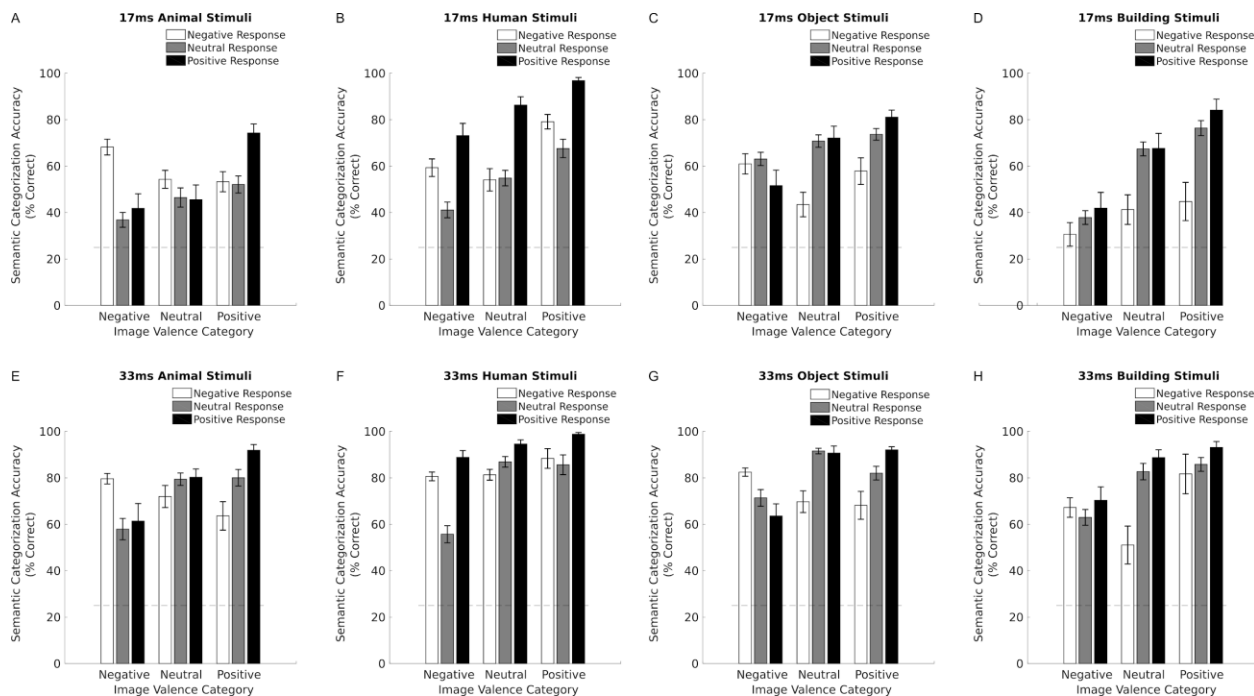 A
17ms Animal Stimuli
Negative Response
Neutral Response
Positive Response
Semantic Categorization Accuracy
(% Correct)
100
80
60
40
20
0
Negative
Neutral
Positive
Image Valence Category
B
17ms Human Stimuli
Negative Response
Neutral Response
Positive Response
Semantic Categorization Accuracy
(% Correct)
100
80
60
40
20
0
Negative
Neutral
Positive
Image Valence Category
C
17ms Object Stimuli
Negative Response
Neutral Response
Positive Response
Semantic Categorization Accuracy
(% Correct)
100
80
60
40
20
0
Negative
Neutral
Positive
Image Valence Category
D
17ms Building Stimuli
Negative Response
Neutral Response
Positive Response
Semantic Categorization Accuracy
(% Correct)
100
80
60
40
20
0
Negative
Neutral
Positive
Image Valence Category
E
33ms Animal Stimuli
Negative Response
Neutral Response
Positive Response
Semantic Categorization Accuracy
(% Correct)
100
80
60
40
20
0
Negative
Neutral
Positive
Image Valence Category
F
33ms Human Stimuli
Negative Response
Neutral Response
Positive Response
Semantic Categorization Accuracy
(% Correct)
100
80
60
40
20
0
Negative
Neutral
Positive
Image Valence Category
G
33ms Object Stimuli
Negative Response
Neutral Response
Positive Response
Semantic Categorization Accuracy
(% Correct)
100
80
60
40
20
0
Negative
Neutral
Positive
Image Valence Category
H
33ms Building Stimuli
Negative Response
Neutral Response
Positive Response
Semantic Categorization Accuracy
(% Correct)
100
80
60
40
20
0
Negative
Neutral
Positive
Image Valence Category